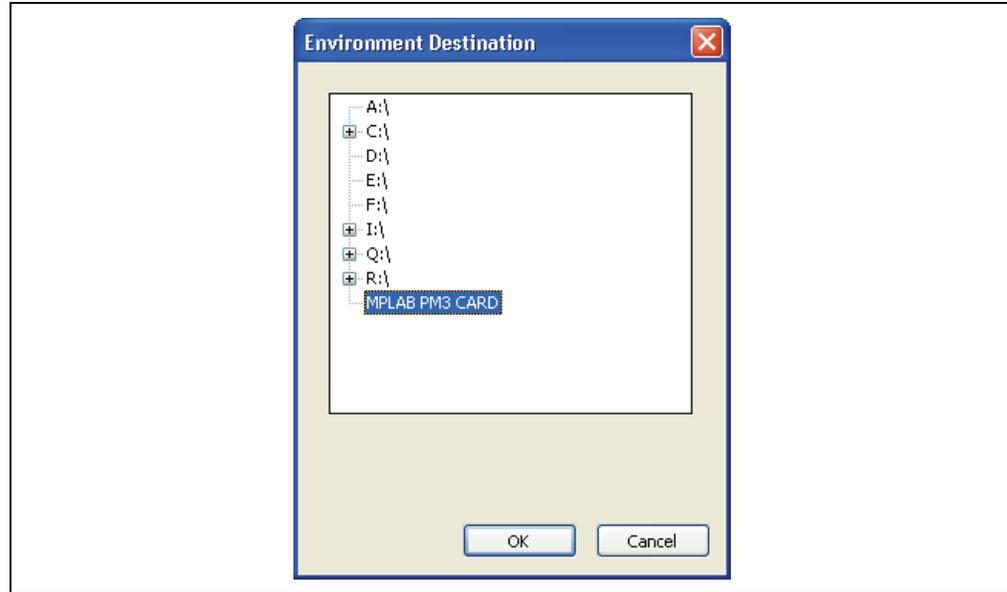 Environment Destination
A:\
C:\
D:\
E:\
F:\
I:\
Q:\
R:\
MPLAB PM3 CARD
OK
Cancel